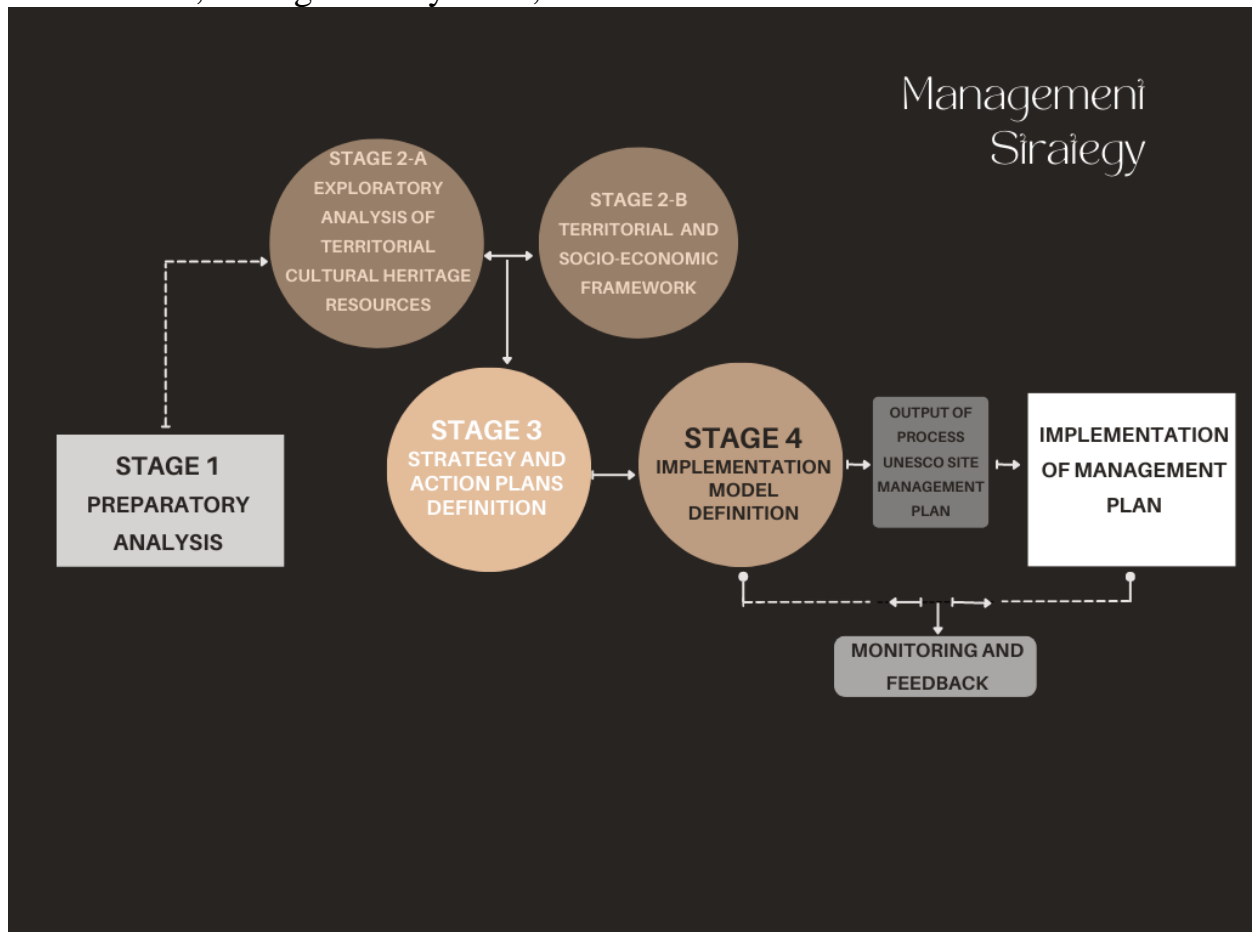 Management
Strategy
STAGE 2-A
EXPLORATORY
ANALYSIS OF
TERRITORIAL
CULTURAL HERITAGE
RESOURCES
STAGE 2-B
TERRITORIAL AND
SOCIO-ECONOMIC
FRAMEWORK
STAGE 1
PREPARATORY
ANALYSIS
STAGE 3
STRATEGY AND
ACTION PLANS
DEFINITION
STAGE 4
IMPLEMENTATION
MODEL
DEFINITION
OUTPUT OF
PROCESS
UNESCO SITE
MANAGEMENT
PLAN
IMPLEMENTATION
OF MANAGEMENT
PLAN
MONITORING AND
FEEDBACK